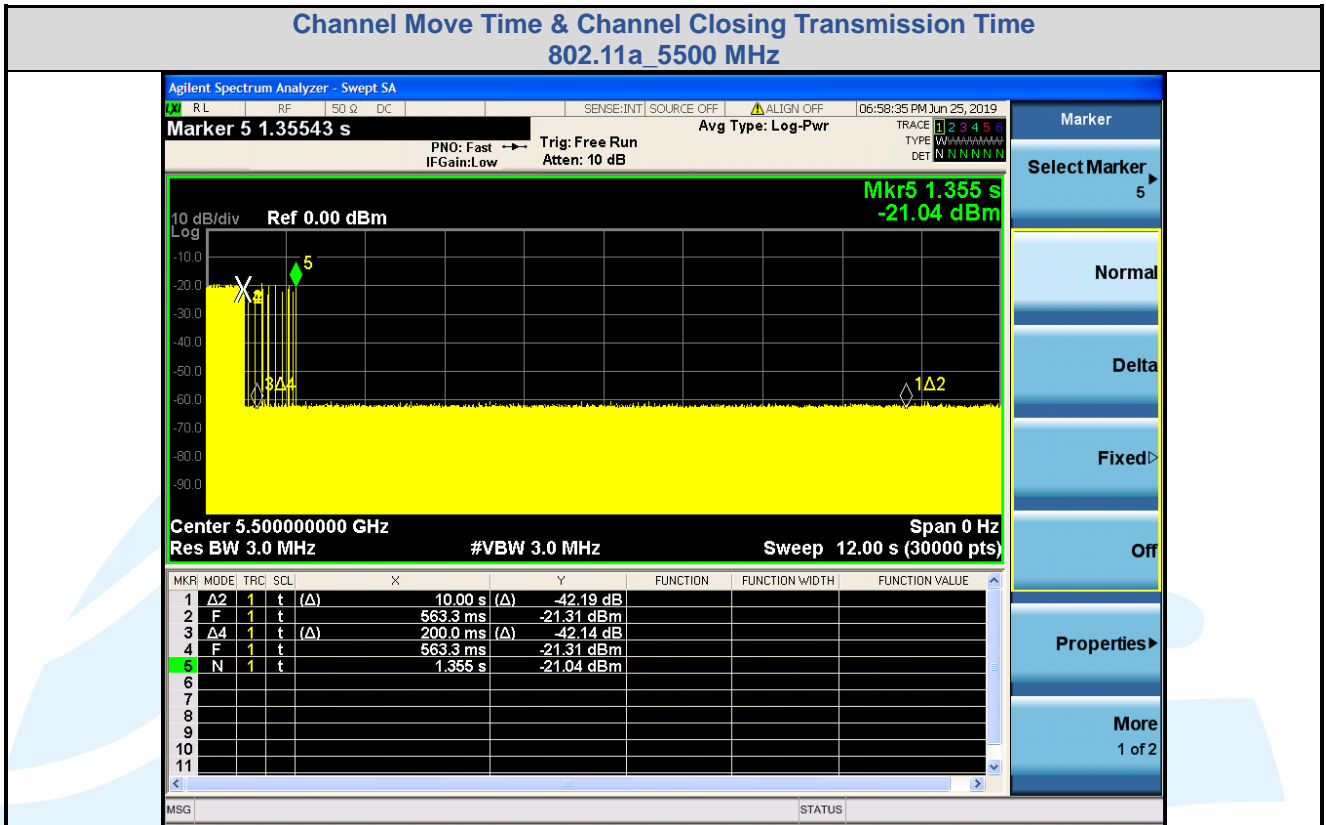 Channel Move Time & Channel Closing Transmission Time
802.11a_5500 MHz
Agilent Spectrum Analyzer - Swept SA
LXI RL RF 50 Ω DC SENSE:INT SOURCE OFF ALIGN OFF 06:58:35 PM Jun 25, 2019
Marker 5 1.35543 s
PNO: Fast
IFGain:Low
Trig: Free Run
Atten: 10 dB
Avg Type: Log-Pwr
TRACE 1 2 3 4 5 6
TYPE WWWWWW
DET N N N N N N
Mkr5 1.355 s
-21.04 dBm
10 dB/div Ref 0.00 dBm
Log
-10.0
-20.0
-30.0
-40.0
-50.0
-60.0
-70.0
-80.0
-90.0
5
3Δ4
1Δ2
Center 5.500000000 GHz Span 0 Hz
Res BW 3.0 MHz #VBW 3.0 MHz Sweep 12.00 s (30000 pts)
MKR MODE TRC SCL X Y FUNCTION FUNCTION WIDTH FUNCTION VALUE
1 Δ2 1 t (Δ) 10.00 s (Δ) -42.19 dB
2 F 1 t 563.3 ms -21.31 dBm
3 Δ4 1 t (Δ) 200.0 ms (Δ) -42.14 dB
4 F 1 t 563.3 ms -21.31 dBm
5 N 1 t 1.355 s -21.04 dBm
6
7
8
9
10
11
MSG STATUS
Marker
Select Marker
5
Normal
Delta
Fixed
Off
Properties
More
1 of 2